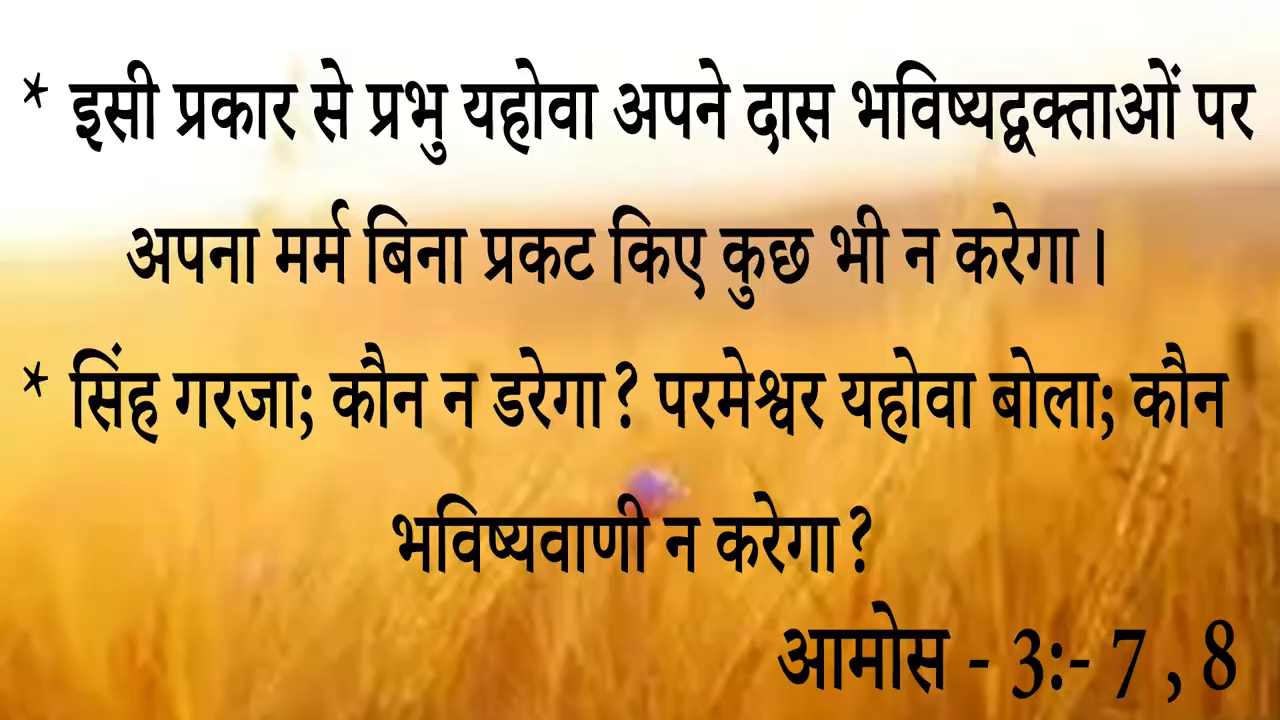 * इसी प्रकार से प्रभु यहोवा अपने दास भविष्यद्वक्ताओं पर
अपना मर्म बिना प्रकट किए कुछ भी न करेगा।
* सिंह गरजा; कौन न डरेगा? परमेश्वर यहोवा बोला; कौन
भविष्यवाणी न करेगा?
आमोस - 3:- 7 , 8